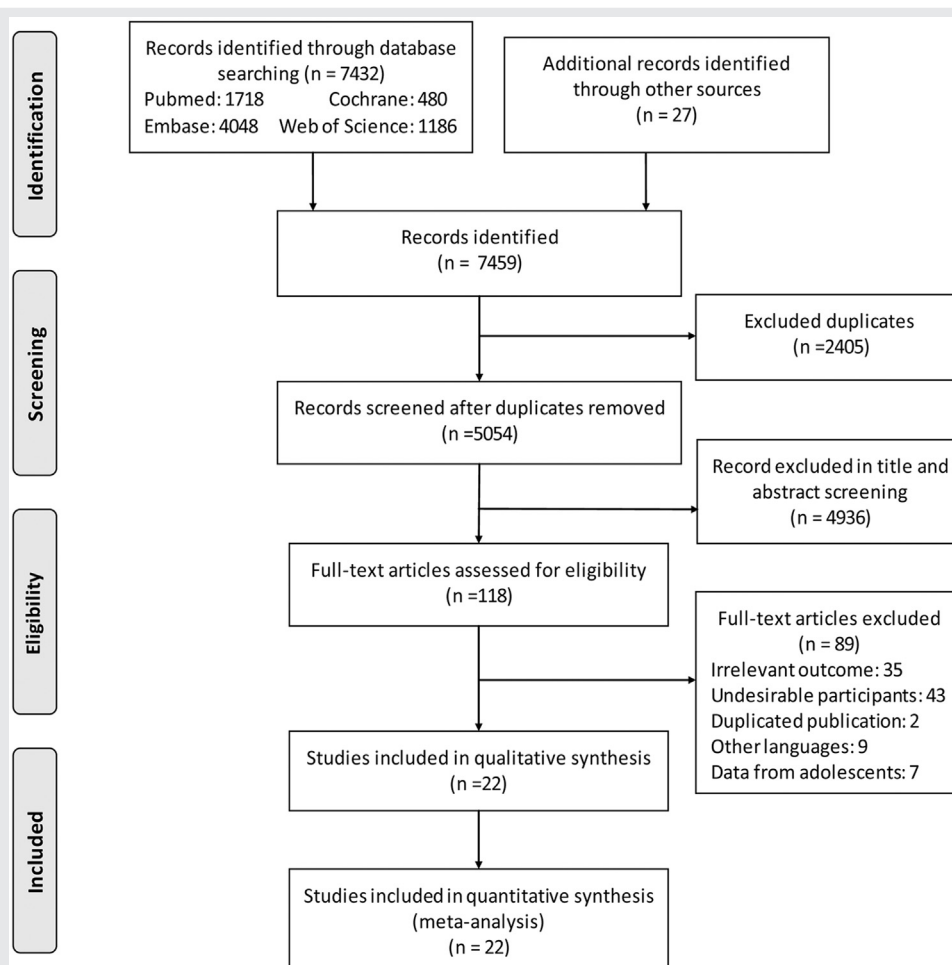 Identification
Records identified through database
searching (n = 7432)
Pubmed: 1718 Cochrane: 480
Embase: 4048 Web of Science: 1186
Additional records identified
through other sources
(n = 27)
Records identified
(n = 7459)
Screening
Excluded duplicates
(n =2405)
Records screened after duplicates removed
(n =5054)
Record excluded in title and
abstract screening
(n = 4936)
Eligibility
Full-text articles assessed for eligibility
(n =118)
Full-text articles excluded
(n = 89)
Irrelevant outcome: 35
Undesirable participants: 43
Duplicated publication: 2
Other languages: 9
Data from adolescents: 7
Included
Studies included in qualitative synthesis
(n =22)
Studies included in quantitative synthesis
(meta-analysis)
(n = 22)